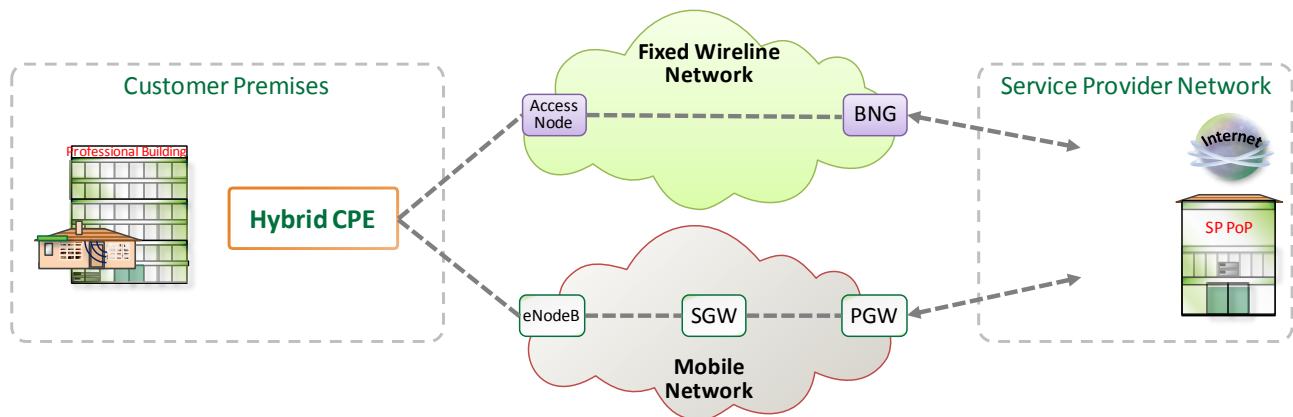 Customer Premises
Professional Building
Hybrid CPE
Fixed Wireline
Network
Access
Node
BNG
eNodeB
SGW
PGW
Mobile
Network
Service Provider Network
Internet
SP PoP